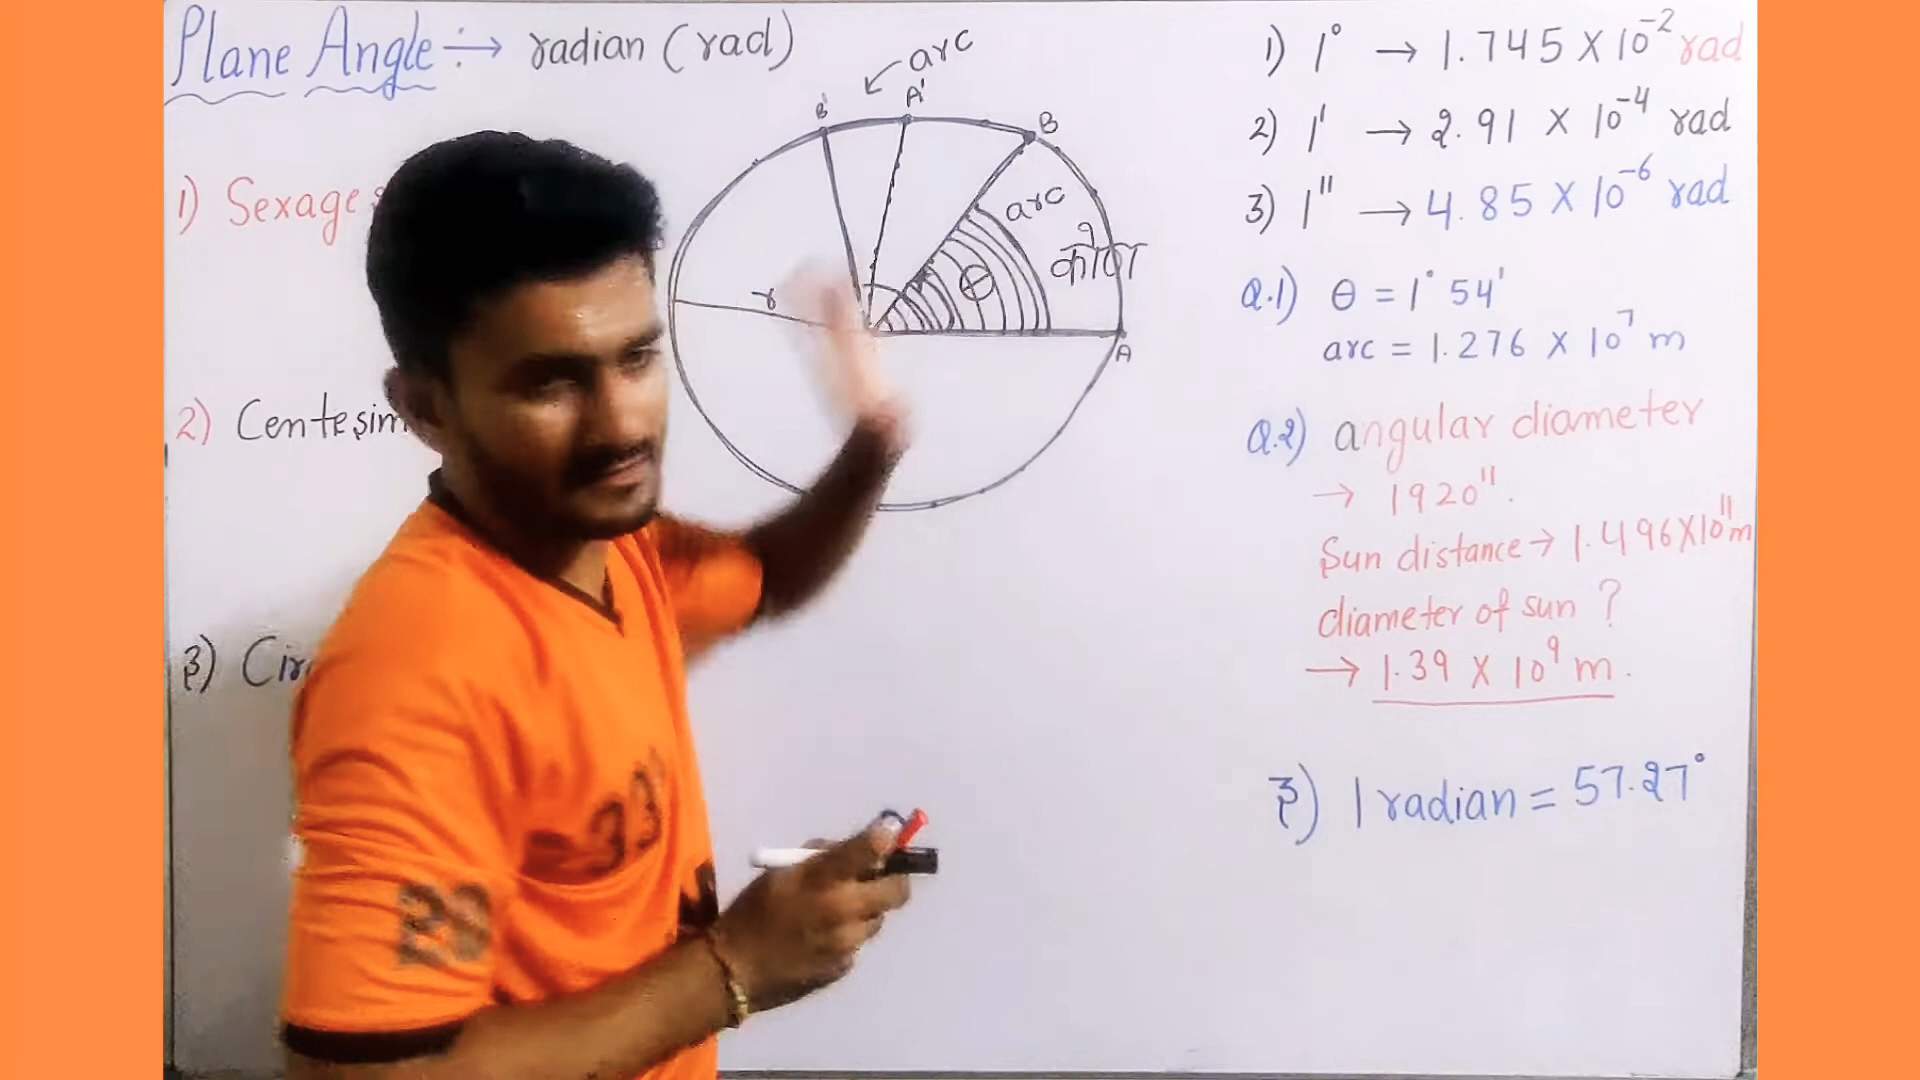 Plane Angle ÷→ radian (rad)
1) Sexage
2) Centesim
3) Cir
arc
B'
A'
B
arc
θ
कोण
r
A
1) 1° → 1.745 X 10⁻² rad
2) 1' → 2.91 X 10⁻⁴ rad
3) 1" → 4.85 X 10⁻⁶ rad
Q.1) θ = 1° 54'
arc = 1.276 X 10⁷ m
Q.2) angular diameter
→ 1920".
Sun distance → 1.496X10¹¹m
diameter of sun ?
→ 1.39 X 10⁹ m.
3) 1 radian = 57.27°
33